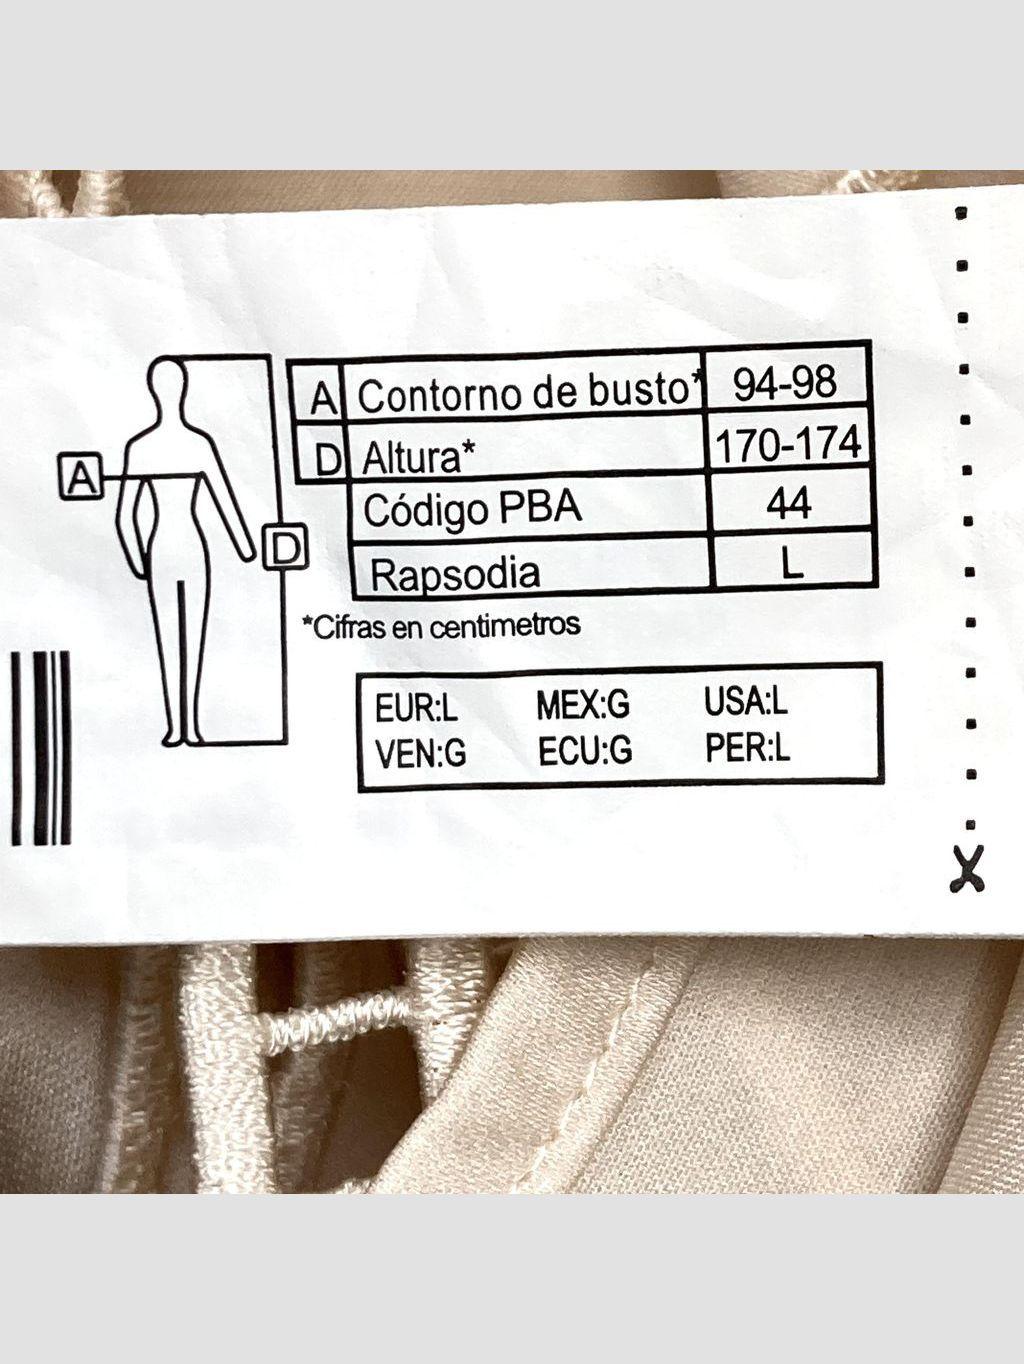 A Contorno de busto* 94-98
D Altura* 170-174
Código PBA 44
Rapsodia L
*Cifras en centimetros
EUR:L MEX:G USA:L
VEN:G ECU:G PER:L
A
D